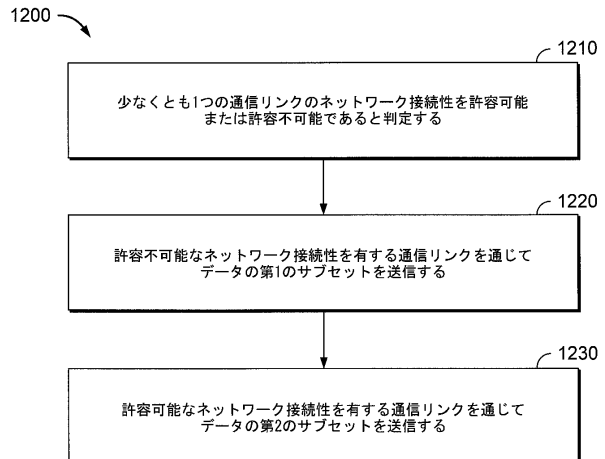 1200
1210
少なくとも1つの通信リンクのネットワーク接続性を許容可能
または許容不可能であると判定する
1220
許容不可能なネットワーク接続性を有する通信リンクを通じて
データの第1のサブセットを送信する
1230
許容可能なネットワーク接続性を有する通信リンクを通じて
データの第2のサブセットを送信する